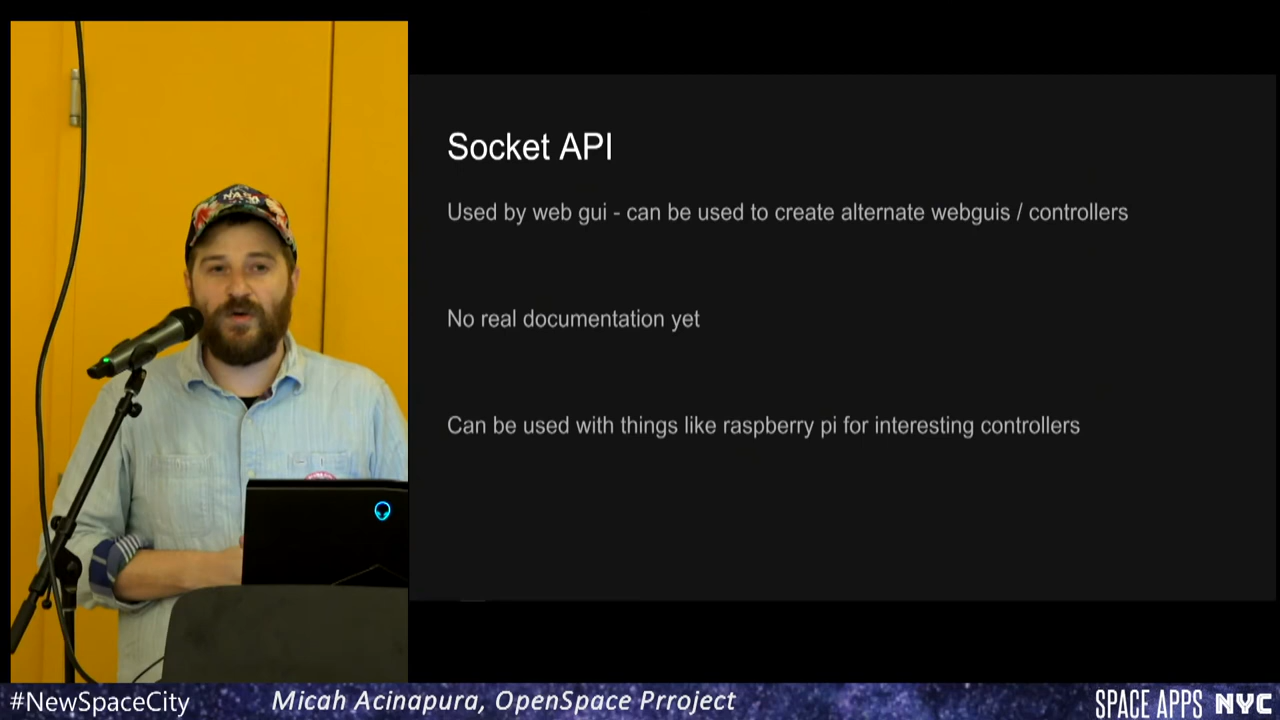 NASA
Socket API
Used by web gui - can be used to create alternate webguis / controllers
No real documentation yet
Can be used with things like raspberry pi for interesting controllers
#NewSpaceCity
Micah Acinapura, OpenSpace Prroject
SPACE APPS NYC